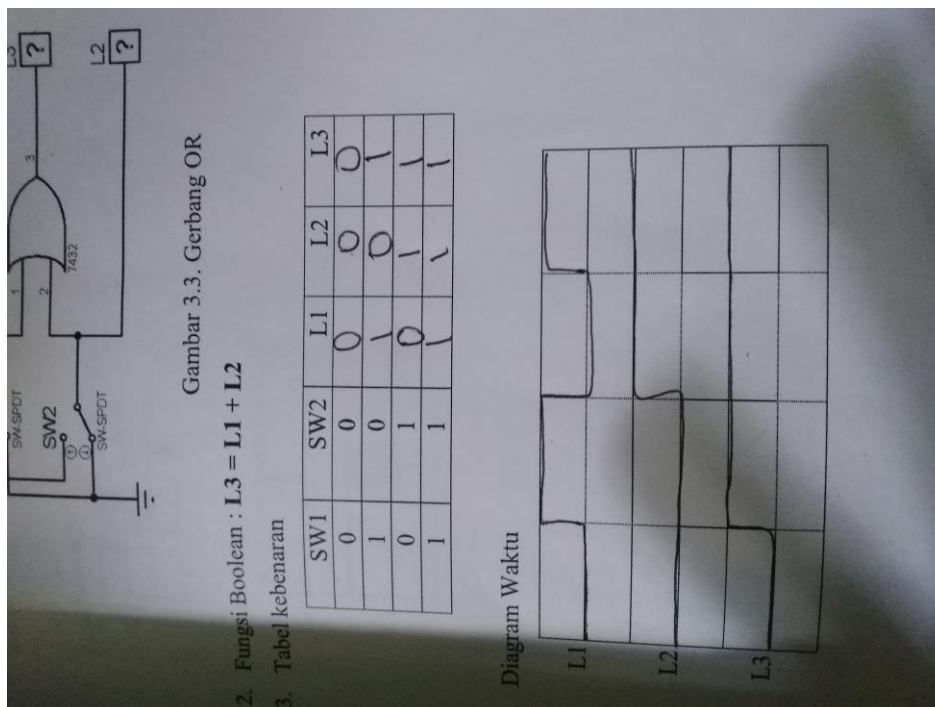 L3
?
L2
?
1
2
3
7432
SW-SPDT
SW2
SW-SPDT
Gambar 3.3. Gerbang OR
2. Fungsi Boolean : L3 = L1 + L2
3. Tabel kebenaran
SW1 SW2 L1 L2 L3
0 0 0 0 0
1 0 1 0 1
0 1 0 1 1
1 1 1 1 1
Diagram Waktu
L1
L2
L3